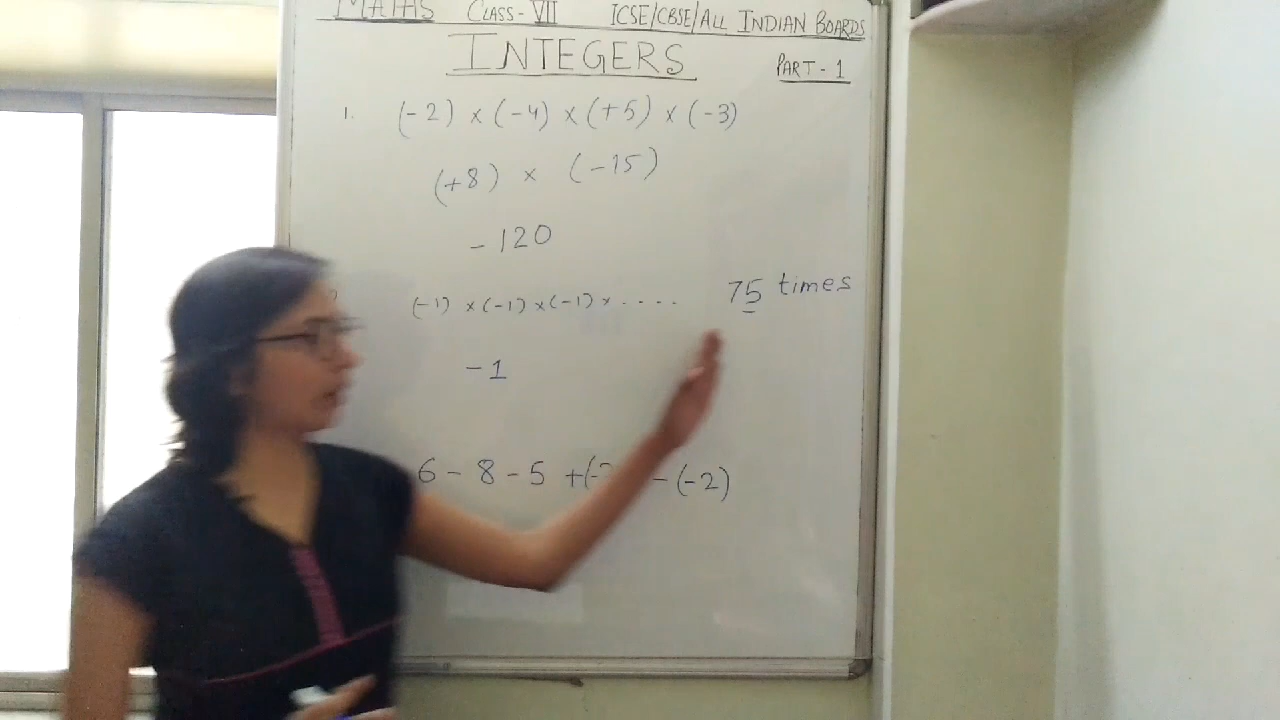 MATHS CLASS-VII ICSE/CBSE/ALL INDIAN BOARDS
INTEGERS
PART - 1
1. (-2) × (-4) × (+5) × (-3)
(+8) × (-15)
-120
(-1) × (-1) × (-1) × .... 75 times
-1
6 - 8 - 5 + (- - (-2)